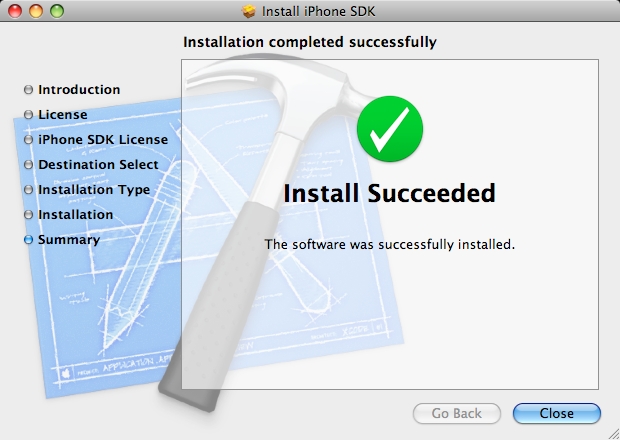 Install iPhone SDK
Installation completed successfully
Introduction
License
iPhone SDK License
Destination Select
Installation Type
Installation
Summary
Install Succeeded
The software was successfully installed.
Go Back
Close